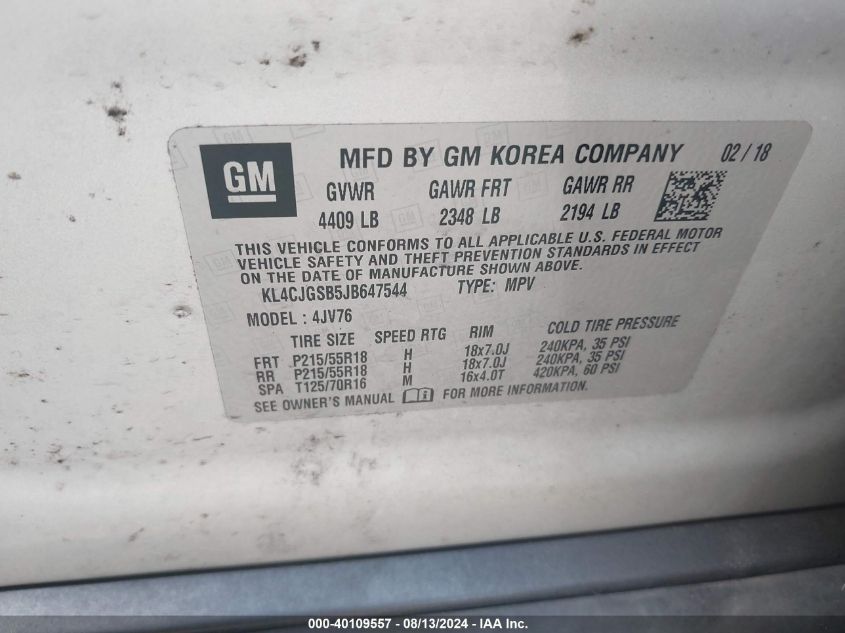 GM
MFD BY GM KOREA COMPANY 02 / 18
GVWR GAWR FRT GAWR RR
4409 LB 2348 LB 2194 LB
THIS VEHICLE CONFORMS TO ALL APPLICABLE U.S. FEDERAL MOTOR
VEHICLE SAFETY AND THEFT PREVENTION STANDARDS IN EFFECT
ON THE DATE OF MANUFACTURE SHOWN ABOVE.
KL4CJGSB5JB647544 TYPE: MPV
MODEL : 4JV76
TIRE SIZE SPEED RTG RIM COLD TIRE PRESSURE
FRT P215/55R18 H 18x7.0J 240KPA, 35 PSI
RR P215/55R18 H 18x7.0J 240KPA, 35 PSI
SPA T125/70R16 M 16x4.0T 420KPA, 60 PSI
SEE OWNER'S MANUAL FOR MORE INFORMATION.
000-40109557 - 08/13/2024 - IAA Inc.